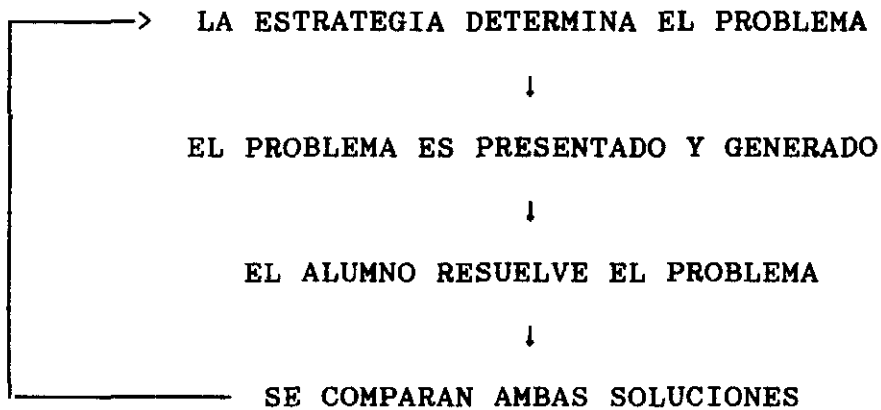 LA ESTRATEGIA DETERMINA EL PROBLEMA
EL PROBLEMA ES PRESENTADO Y GENERADO
EL ALUMNO RESUELVE EL PROBLEMA
SE COMPARAN AMBAS SOLUCIONES